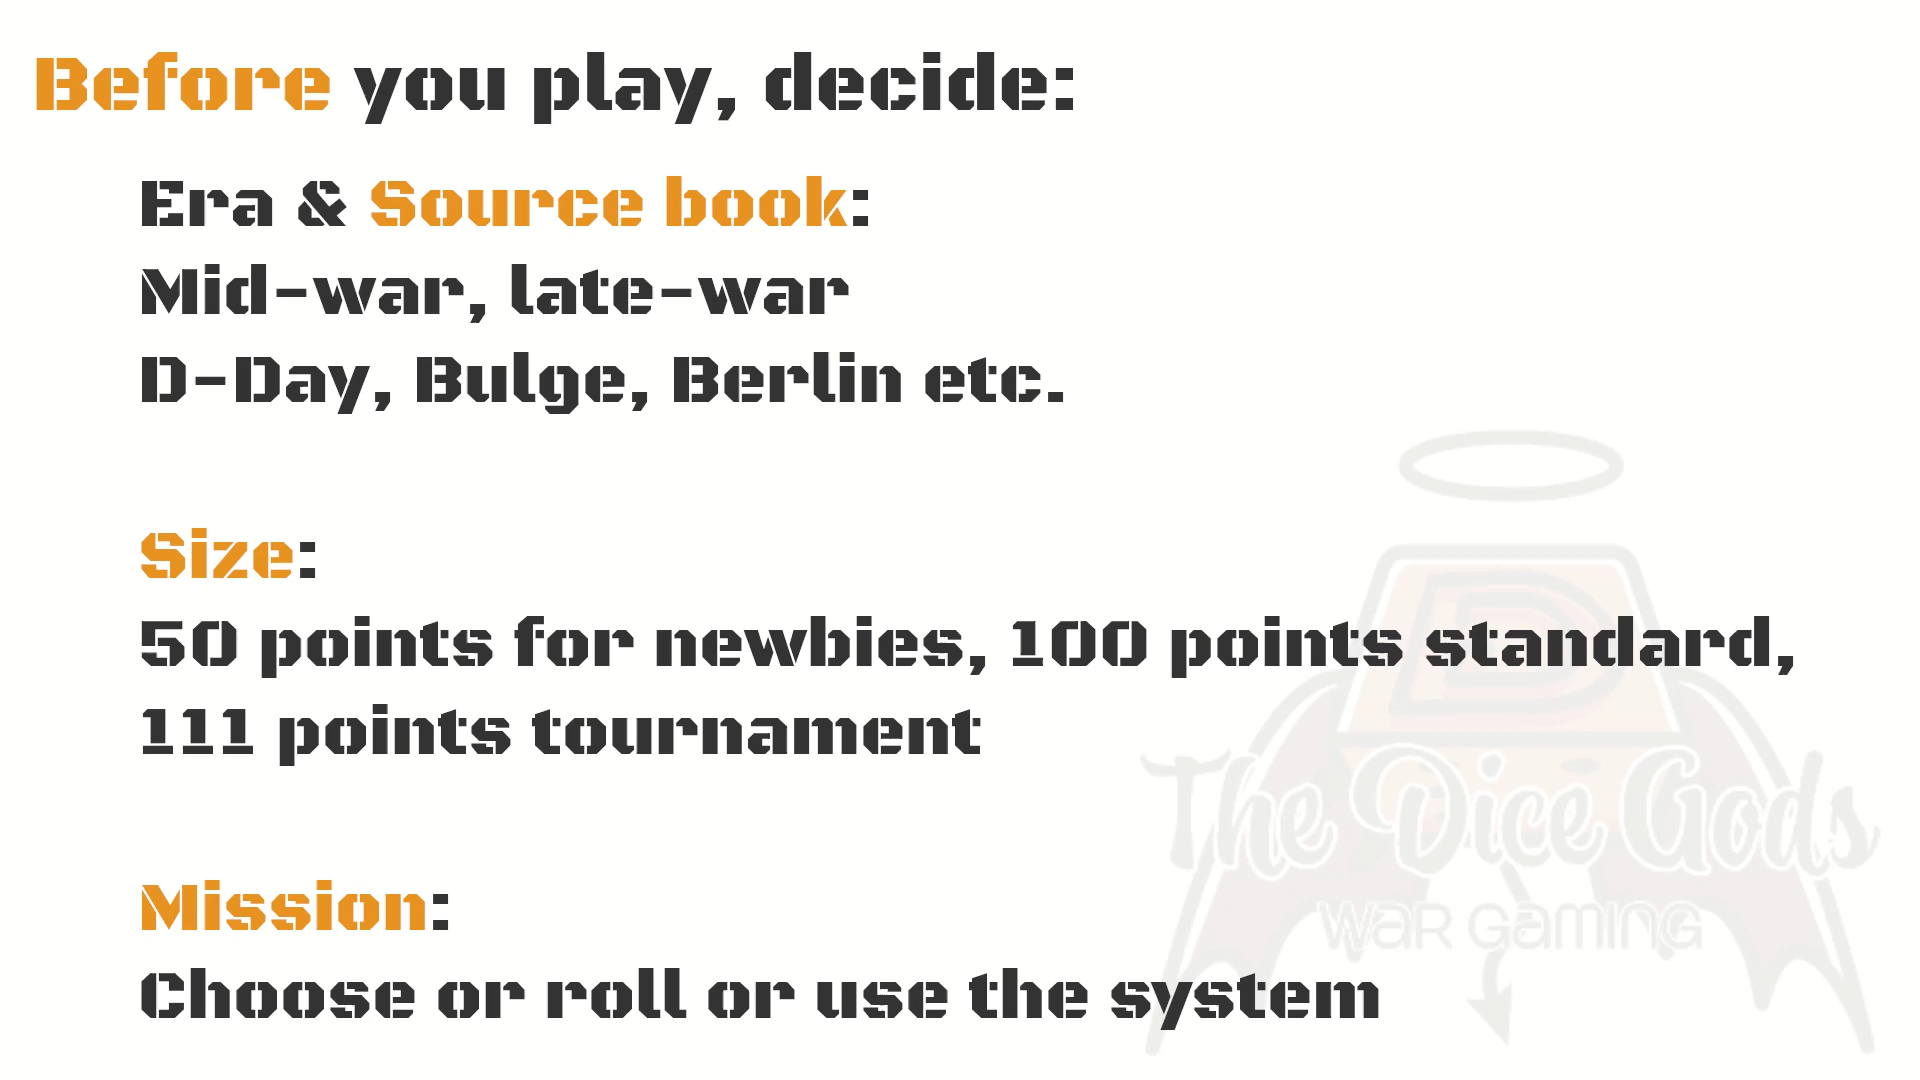 Before you play, decide:
Era & Source book:
Mid-war, late-war
D-Day, Bulge, Berlin etc.
Size:
50 points for newbies, 100 points standard,
111 points tournament
Mission:
Choose or roll or use the system
The Dice Gods
War Gaming